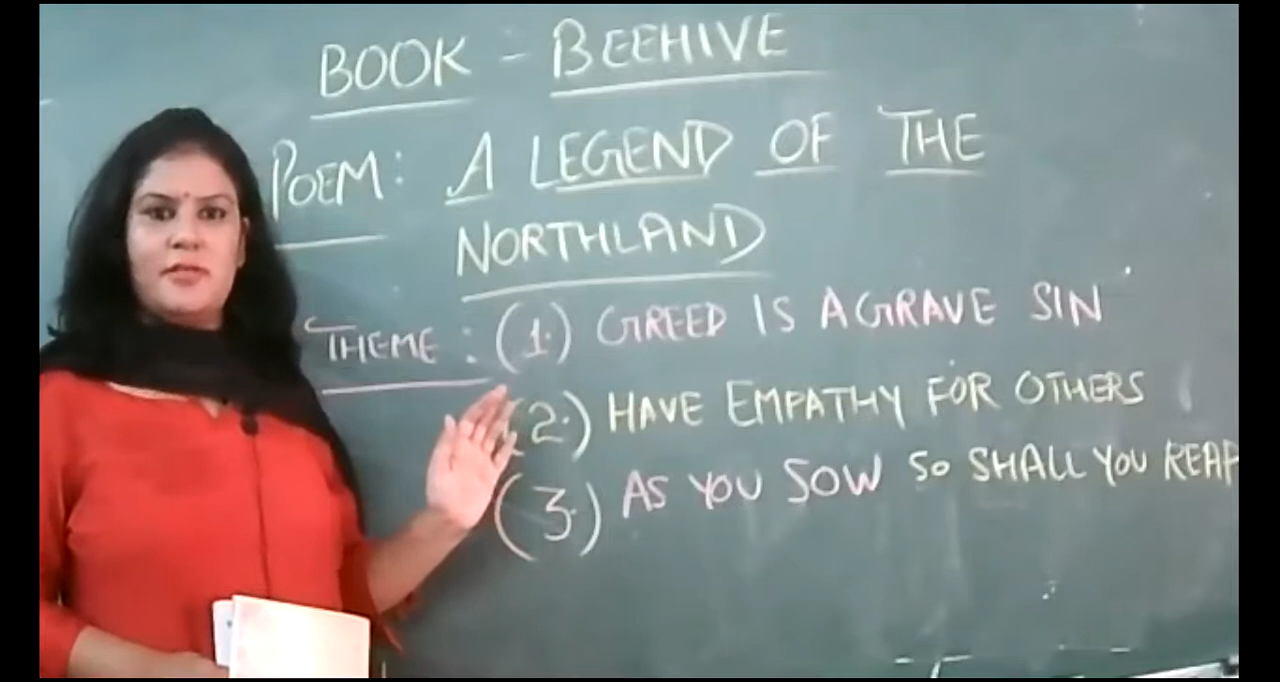 BOOK - BEEHIVE
POEM: A LEGEND OF THE
NORTHLAND
THEME: (1.) GREED IS A GRAVE SIN
(2.) HAVE EMPATHY FOR OTHERS
(3.) AS YOU SOW SO SHALL YOU REAP